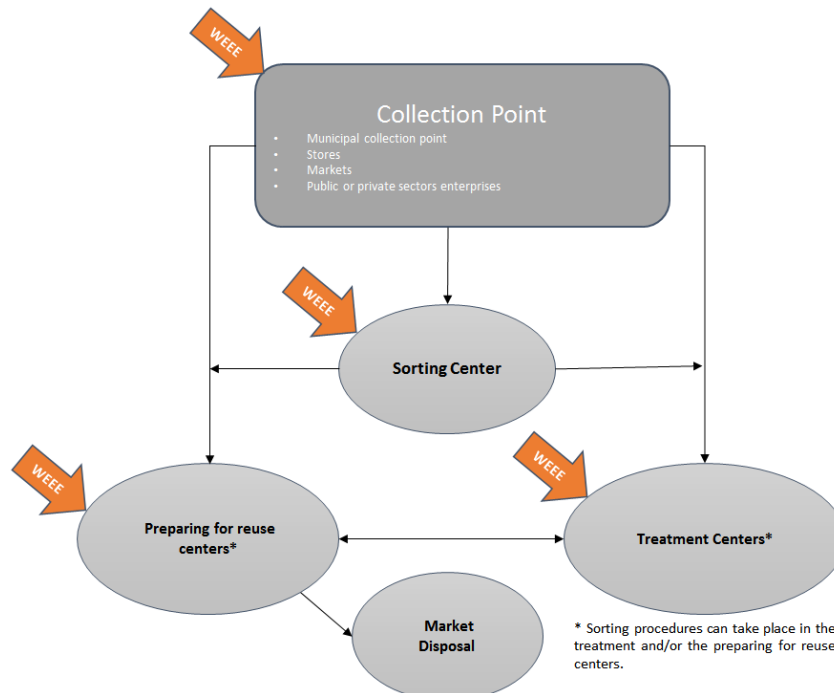 WEEE
Collection Point
• Municipal collection point
• Stores
• Markets
• Public or private sectors enterprises
WEEE
Sorting Center
WEEE
Preparing for reuse
centers*
WEEE
Treatment Centers*
Market
Disposal
* Sorting procedures can take place in the
treatment and/or the preparing for reuse
centers.